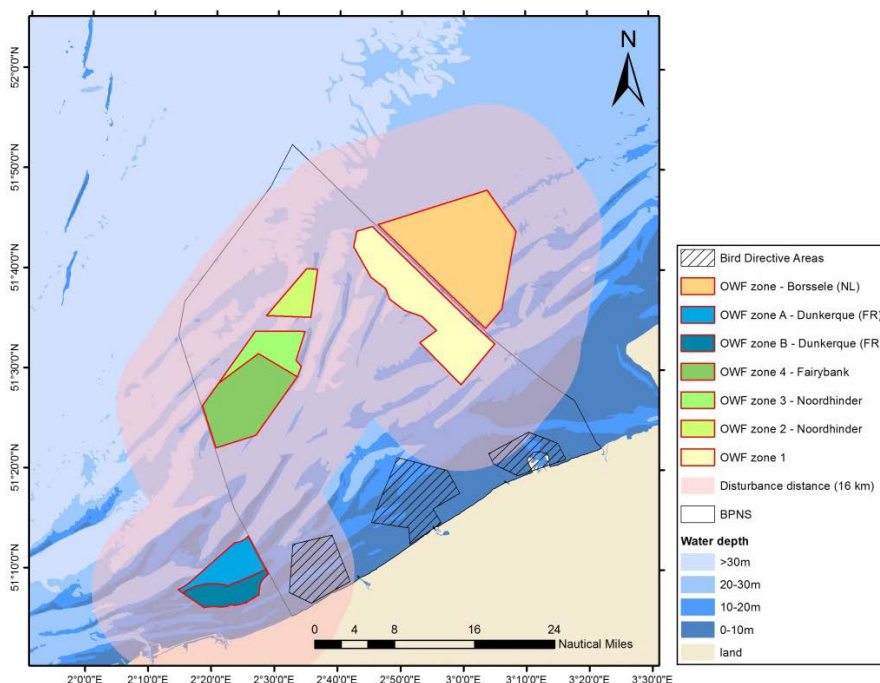 N
52°0'0"N
51°50'0"N
51°40'0"N
51°30'0"N
51°20'0"N
51°10'0"N
0 4 8 16 24
Nautical Miles
2°0'0"E 2°10'0"E 2°20'0"E 2°30'0"E 2°40'0"E 2°50'0"E 3°0'0"E 3°10'0"E 3°20'0"E 3°30'0"E
Bird Directive Areas
OWF zone - Borssele (NL)
OWF zone A - Dunkerque (FR)
OWF zone B - Dunkerque (FR
OWF zone 4 - Fairybank
OWF zone 3 - Noordhinder
OWF zone 2 - Noordhinder
OWF zone 1
Disturbance distance (16 km)
BPNS
Water depth
>30m
20-30m
10-20m
0-10m
land